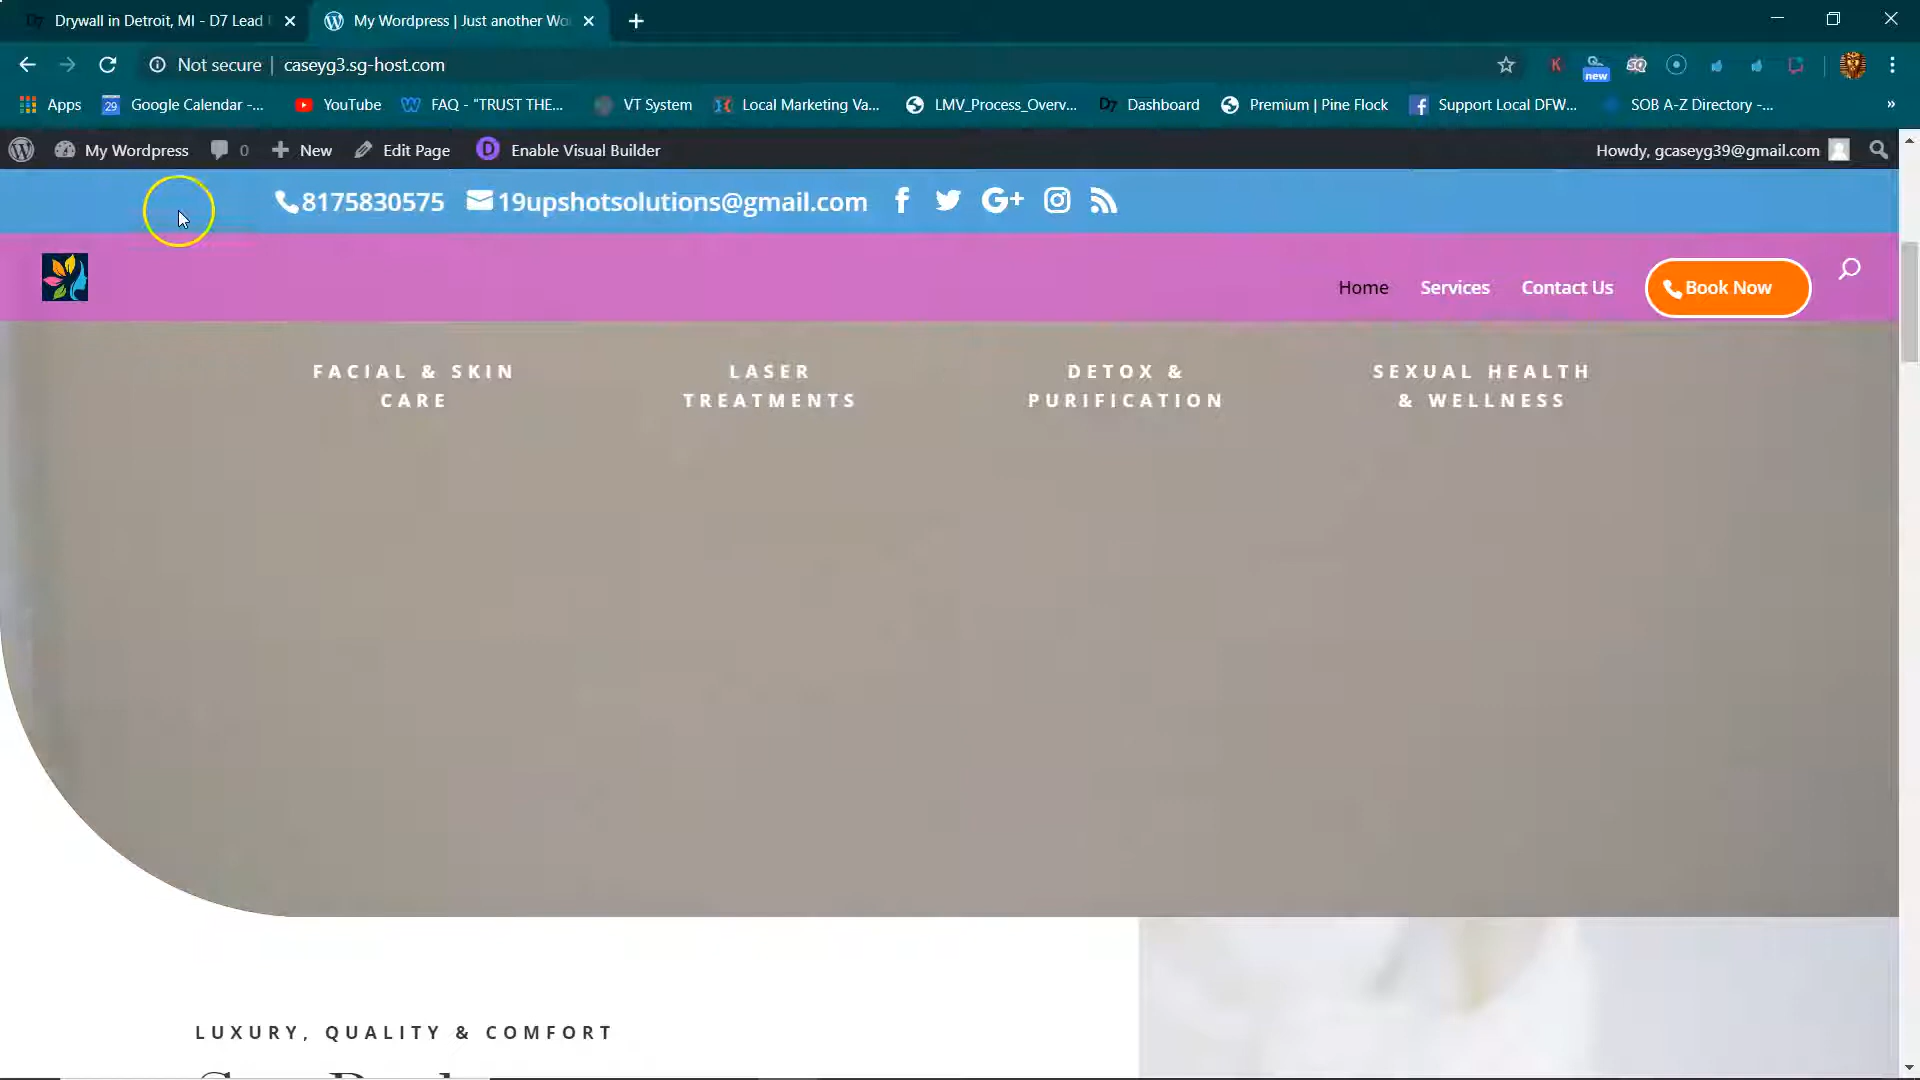 Drywall in Detroit, MI - D7 Lead
My Wordpress | Just another Wo
Not secure
caseyg3.sg-host.com
new
Apps
29
Google Calendar -...
YouTube
FAQ - "TRUST THE...
VT System
Local Marketing Va...
LMV_Process_Overv...
D7
Dashboard
Premium | Pine Flock
Support Local DFW...
SOB A-Z Directory -...
»
My Wordpress
0
New
Edit Page
D
Enable Visual Builder
Howdy, gcaseyg39@gmail.com
8175830575
19upshotsolutions@gmail.com
Home
Services
Contact Us
Book Now
FACIAL & SKIN
CARE
LASER
TREATMENTS
DETOX &
PURIFICATION
SEXUAL HEALTH
& WELLNESS
LUXURY, QUALITY & COMFORT